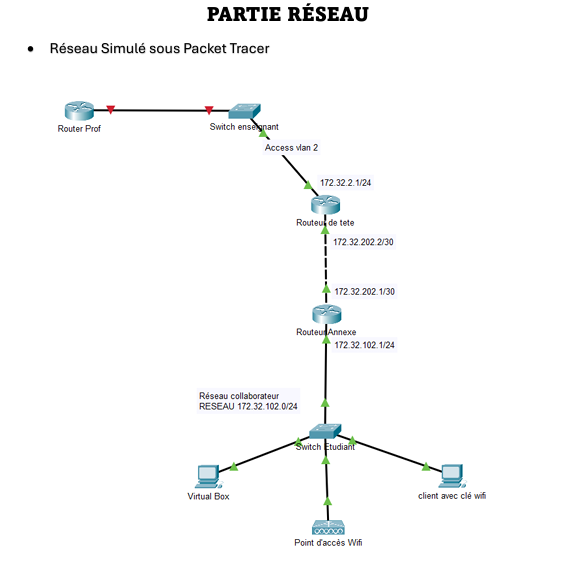 PARTIE RÉSEAU
• Réseau Simulé sous Packet Tracer
Router Prof
Switch enseignant
Access vlan 2
172.32.2.1/24
Routeur de tete
172.32.202.2/30
172.32.202.1/30
Routeur Annexe
172.32.102.1/24
Réseau collaborateur
RESEAU 172.32.102.0/24
Switch Etudiant
Virtual Box
client avec clé wifi
Point d'accès Wifi